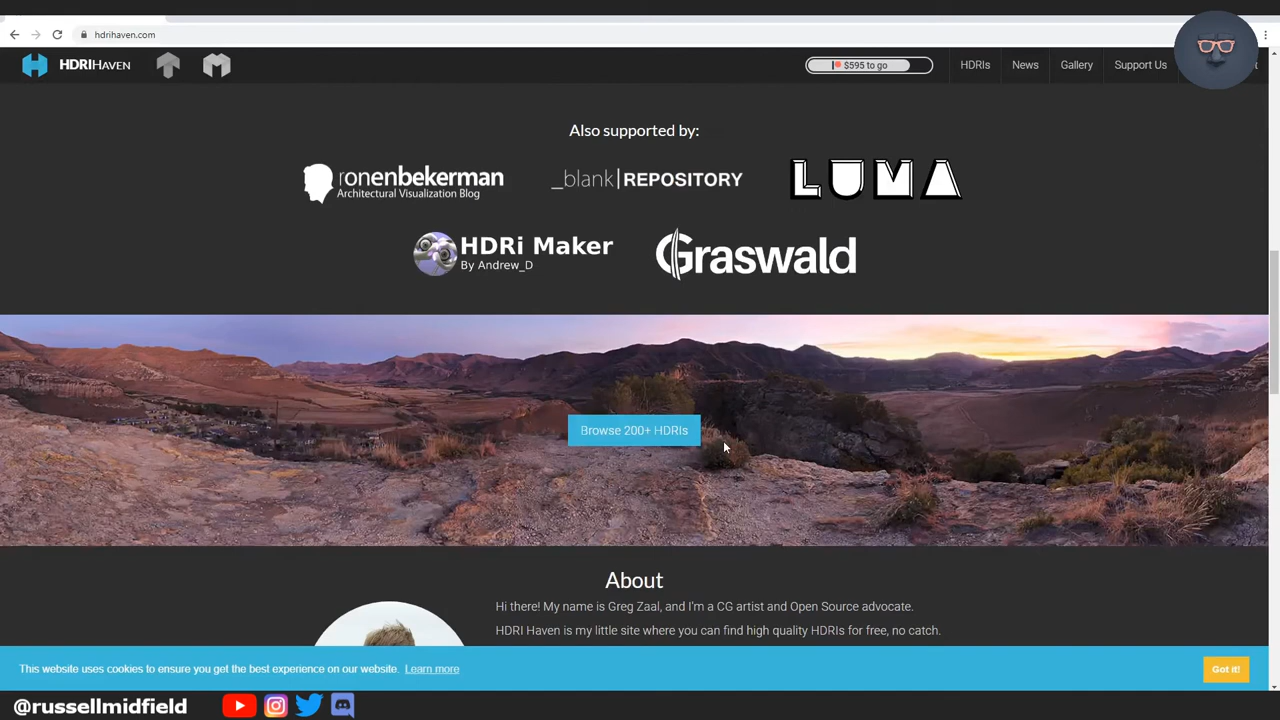 hdrihaven.com
HDRIHAVEN
$595 to go
HDRIs
News
Gallery
Support Us
Also supported by:
ronenbekerman
Architectural Visualization Blog
_blank|REPOSITORY
LUMA
HDRi Maker
By Andrew_D
Graswald
Browse 200+ HDRIs
About
Hi there! My name is Greg Zaal, and I'm a CG artist and Open Source advocate.
HDRI Haven is my little site where you can find high quality HDRIs for free, no catch.
This website uses cookies to ensure you get the best experience on our website. Learn more
Got it!
@russellmidfield